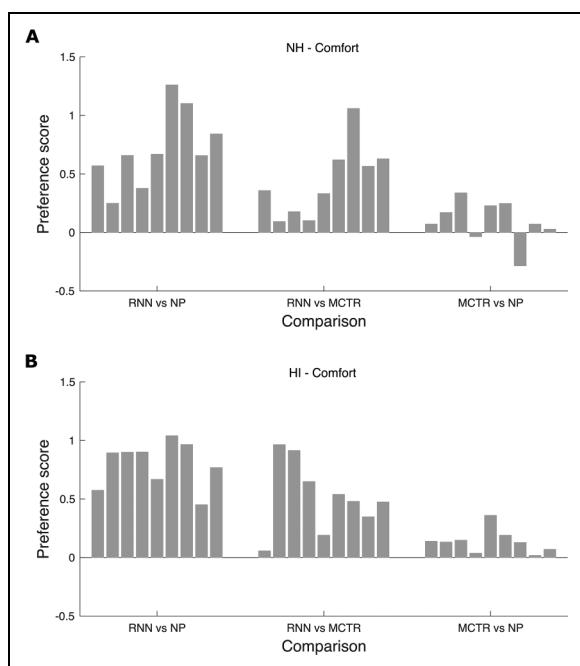 A
NH - Comfort
1.5
1
0.5
0
-0.5
Preference score
RNN vs NP
RNN vs MCTR
MCTR vs NP
Comparison
B
HI - Comfort
1.5
1
0.5
0
-0.5
Preference score
RNN vs NP
RNN vs MCTR
MCTR vs NP
Comparison